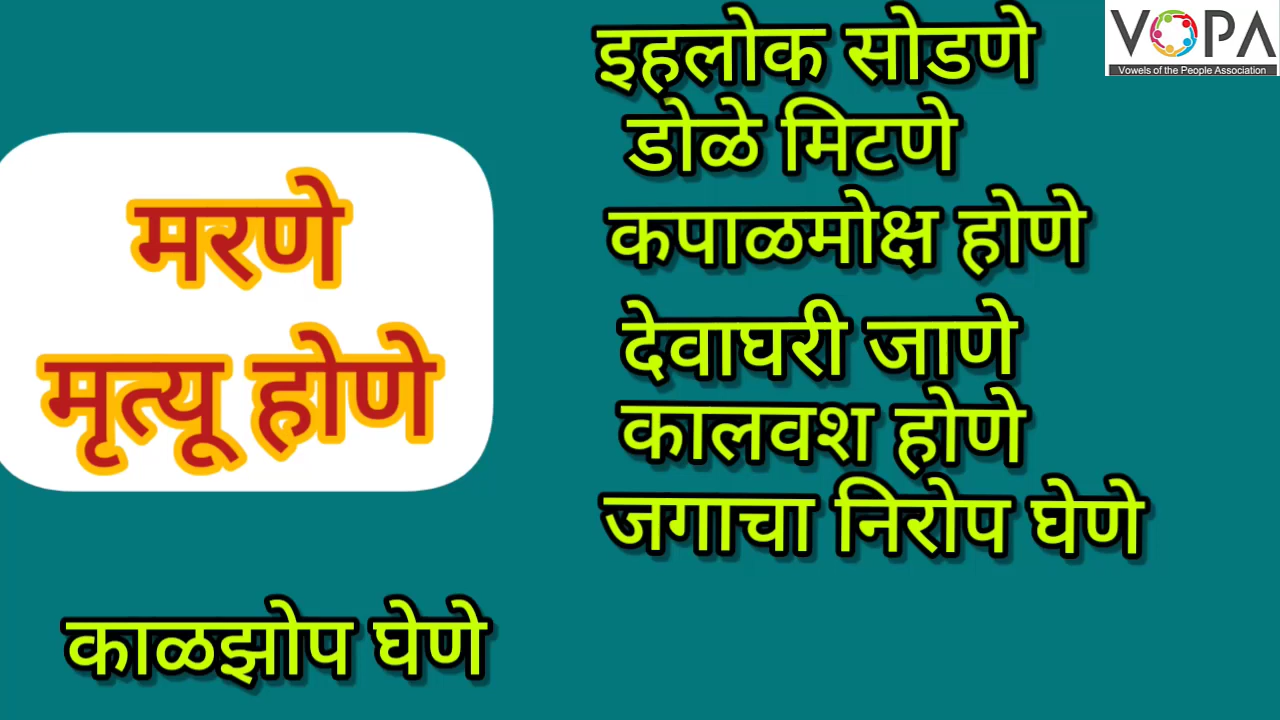 VOPA
Vowels of the People Association
मरणे
मृत्यू होणे
इहलोक सोडणे
डोळे मिटणे
कपाळमोक्ष होणे
देवाघरी जाणे
कालवश होणे
जगाचा निरोप घेणे
काळझोप घेणे